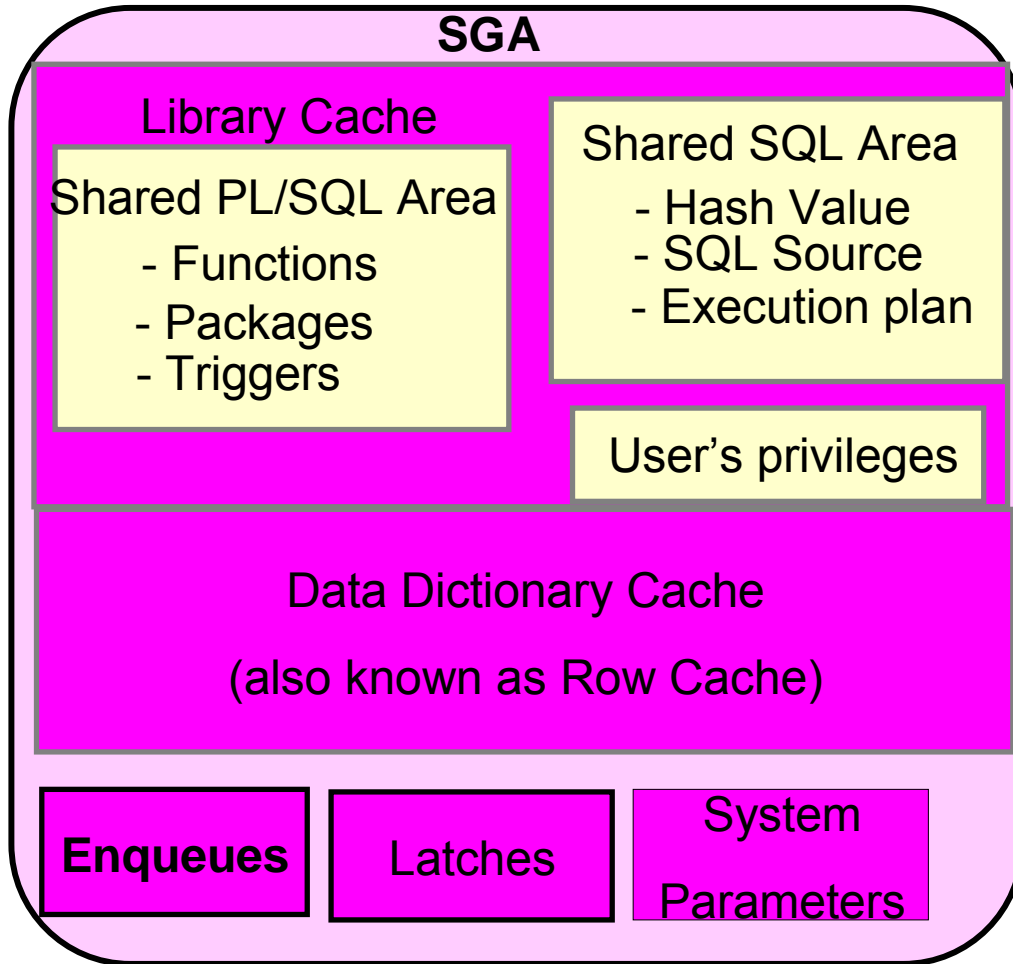 SGA
Library Cache
Shared PL/SQL Area
- Functions
- Packages
- Triggers
Shared SQL Area
- Hash Value
- SQL Source
- Execution plan
User’s privileges
Data Dictionary Cache
(also known as Row Cache)
Enqueues
Latches
System
Parameters